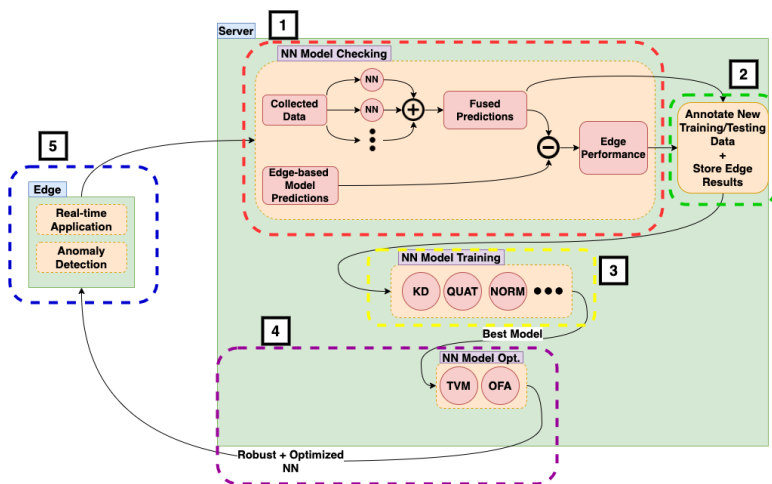 1
Server
NN Model Checking
2
NN
Collected
Data
NN
Fused
Predictions
Annotate New
Training/Testing
Data
+
Store Edge
Results
Edge
Performance
Edge-based
Model
Predictions
5
Edge
Real-time
Application
Anomaly
Detection
NN Model Training
3
KD
QUAT
NORM
4
Best Model
NN Model Opt.
TVM
OFA
Robust + Optimized
NN